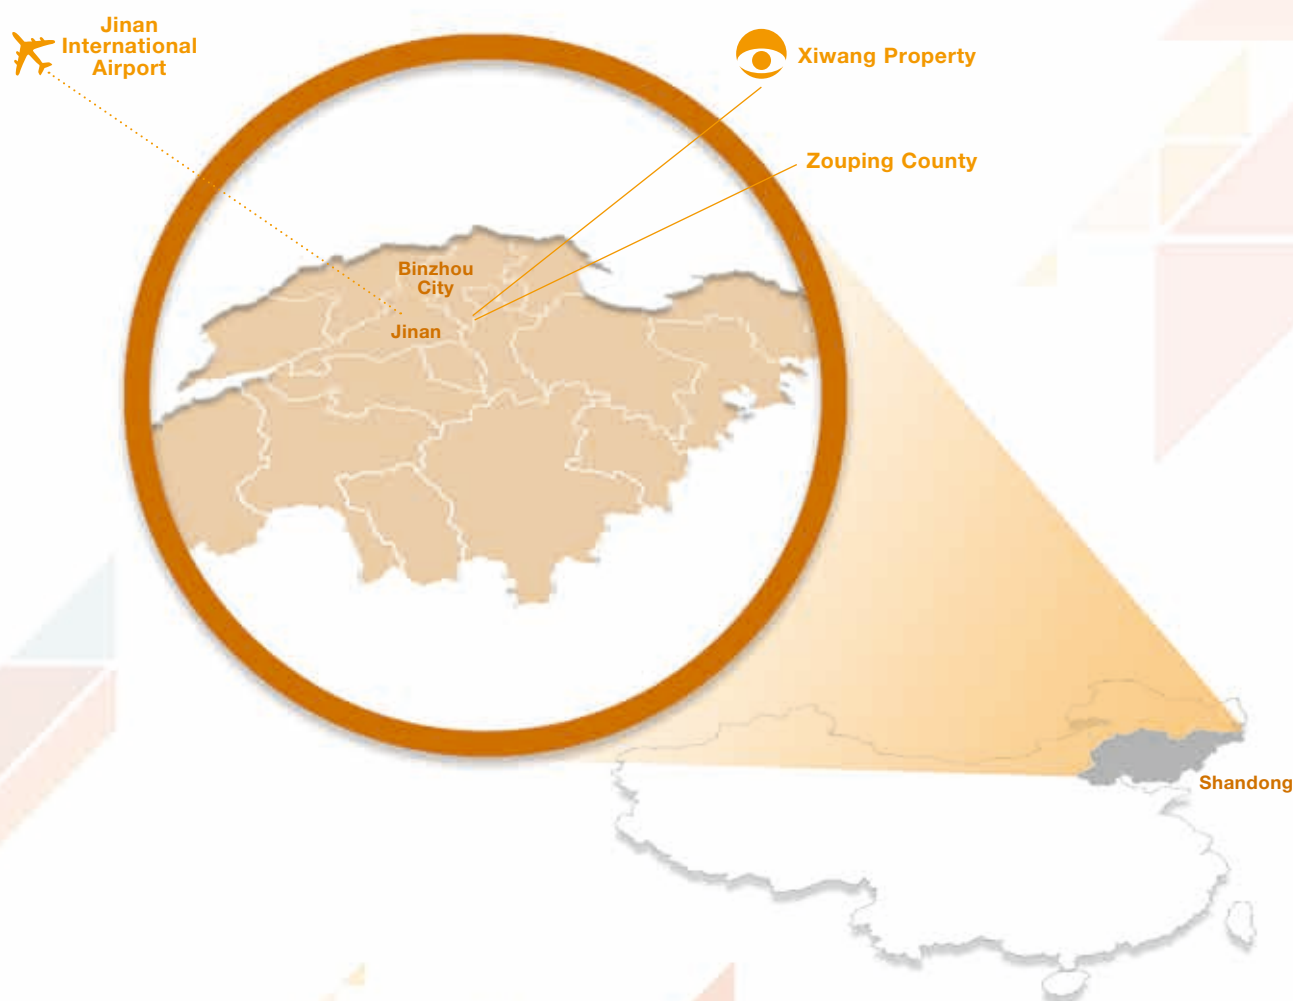 Jinan
International
Airport
Xiwang Property
Zouping County
Binzhou
City
Jinan
Shandong